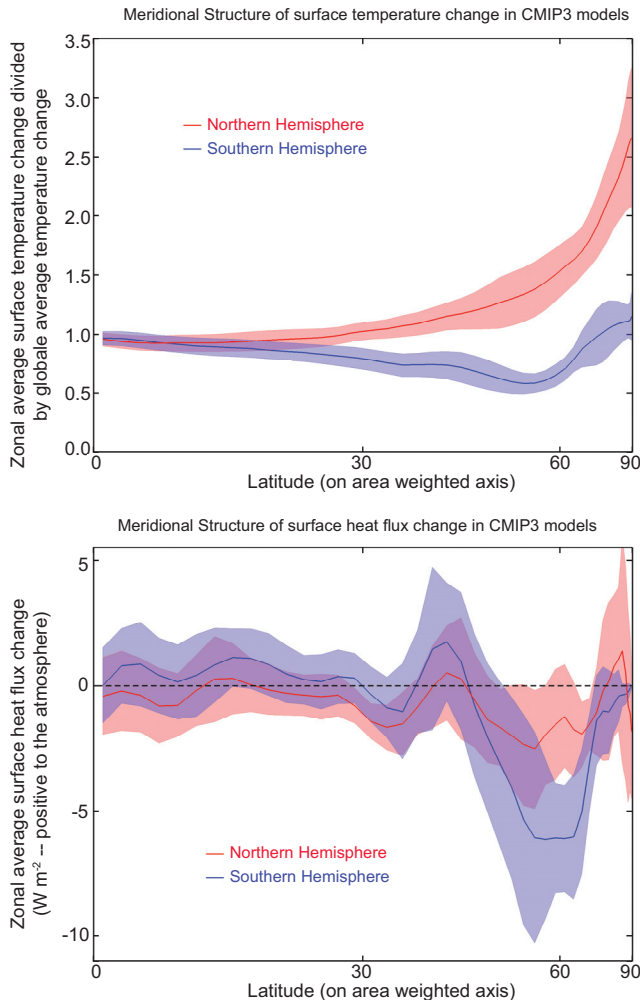 Meridional Structure of surface temperature change in CMIP3 models
Zonal average surface temperature change divided
by globale average temperature change
3.5
3.0
2.5
2.0
1.5
1.0
0.5
0.0
Northern Hemisphere
Southern Hemisphere
0
30
60
90
Latitude (on area weighted axis)
Meridional Structure of surface heat flux change in CMIP3 models
Zonal average surface heat flux change
(W m-2 -- positive to the atmosphere)
5
0
-5
-10
Northern Hemisphere
Southern Hemisphere
0
30
60
90
Latitude (on area weighted axis)